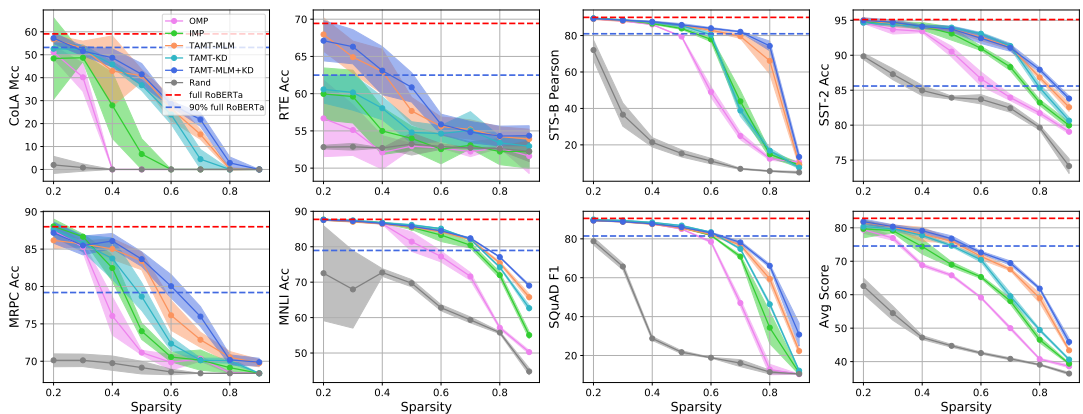 CoLA Mcc
60
50
40
30
20
10
0
0.2 0.4 0.6 0.8
OMP
IMP
TAMT-MLM
TAMT-KD
TAMT-MLM+KD
Rand
full RoBERTa
90% full RoBERTa
RTE Acc
70
65
60
55
50
0.2 0.4 0.6 0.8
STS-B Pearson
80
60
40
20
0.2 0.4 0.6 0.8
SST-2 Acc
95
90
85
80
75
0.2 0.4 0.6 0.8
MRPC Acc
90
85
80
75
70
0.2 0.4 0.6 0.8
Sparsity
MNLI Acc
90
80
70
60
50
0.2 0.4 0.6 0.8
Sparsity
SQuAD F1
80
60
40
20
0.2 0.4 0.6 0.8
Sparsity
Avg Score
80
70
60
50
40
0.2 0.4 0.6 0.8
Sparsity